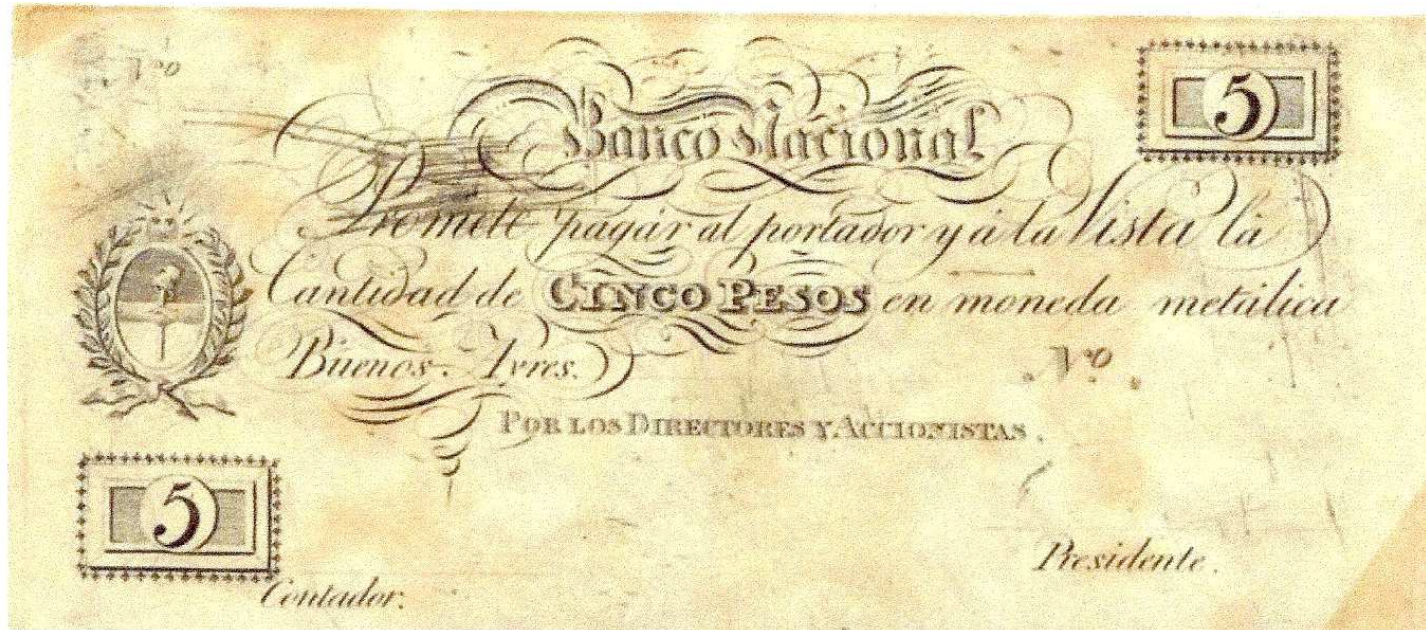 No
5
Banco Nacional
Promete pagár al portador y á la Vista la
Cantidad de CINCO PESOS en moneda metálica
Buenos-Ayres.
No.
POR LOS DIRECTORES Y ACCIONISTAS.
5
Presidente.
Contador.